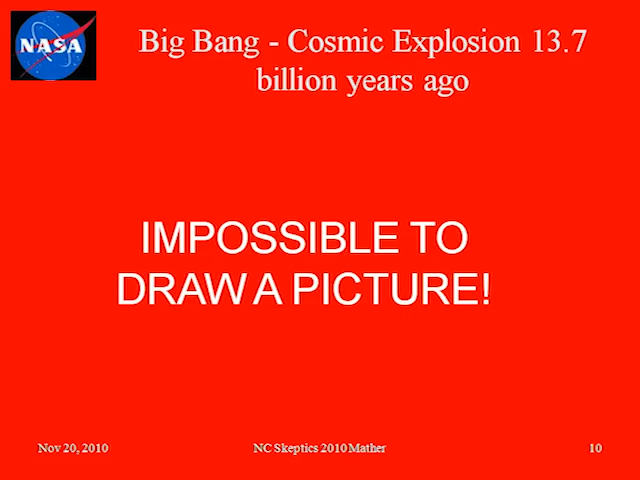 NASA
Big Bang - Cosmic Explosion 13.7
billion years ago
IMPOSSIBLE TO
DRAW A PICTURE!
Nov 20, 2010
NC Skeptics 2010 Mather
10